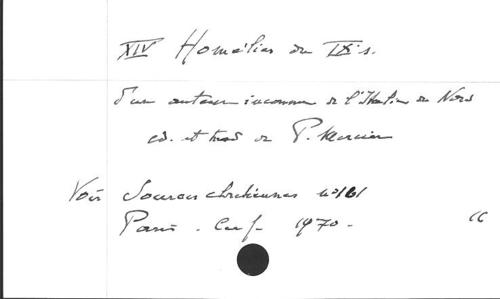 XIV Homélies du IXe s.
d'un auteur inconnu de l'Italie du Nord
éd. et trad de P. Mercier
Voir Sources chrétiennes no 161
Paris. Cerf. 1970.